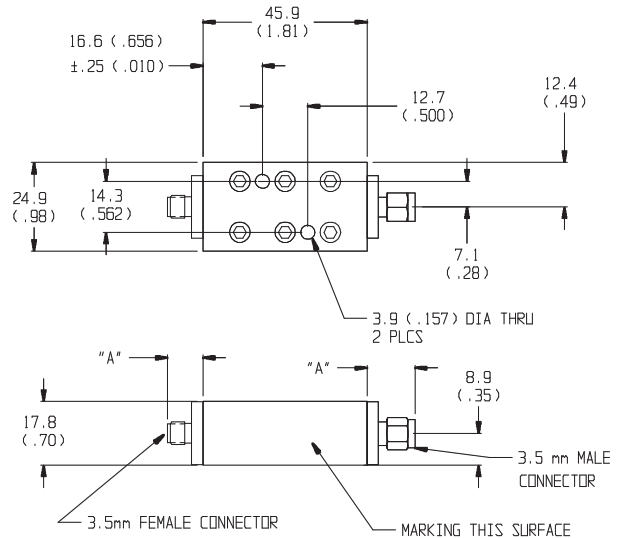 45.9
(1.81)
16.6 (.656)
±.25 (.010)
12.7
(.500)
12.4
(.49)
24.9
(.98)
14.3
(.562)
7.1
(.28)
3.9 (.157) DIA THRU
2 PLCS
"A"
"A"
8.9
(.35)
17.8
(.70)
3.5 mm MALE
CONNECTOR
3.5mm FEMALE CONNECTOR
MARKING THIS SURFACE